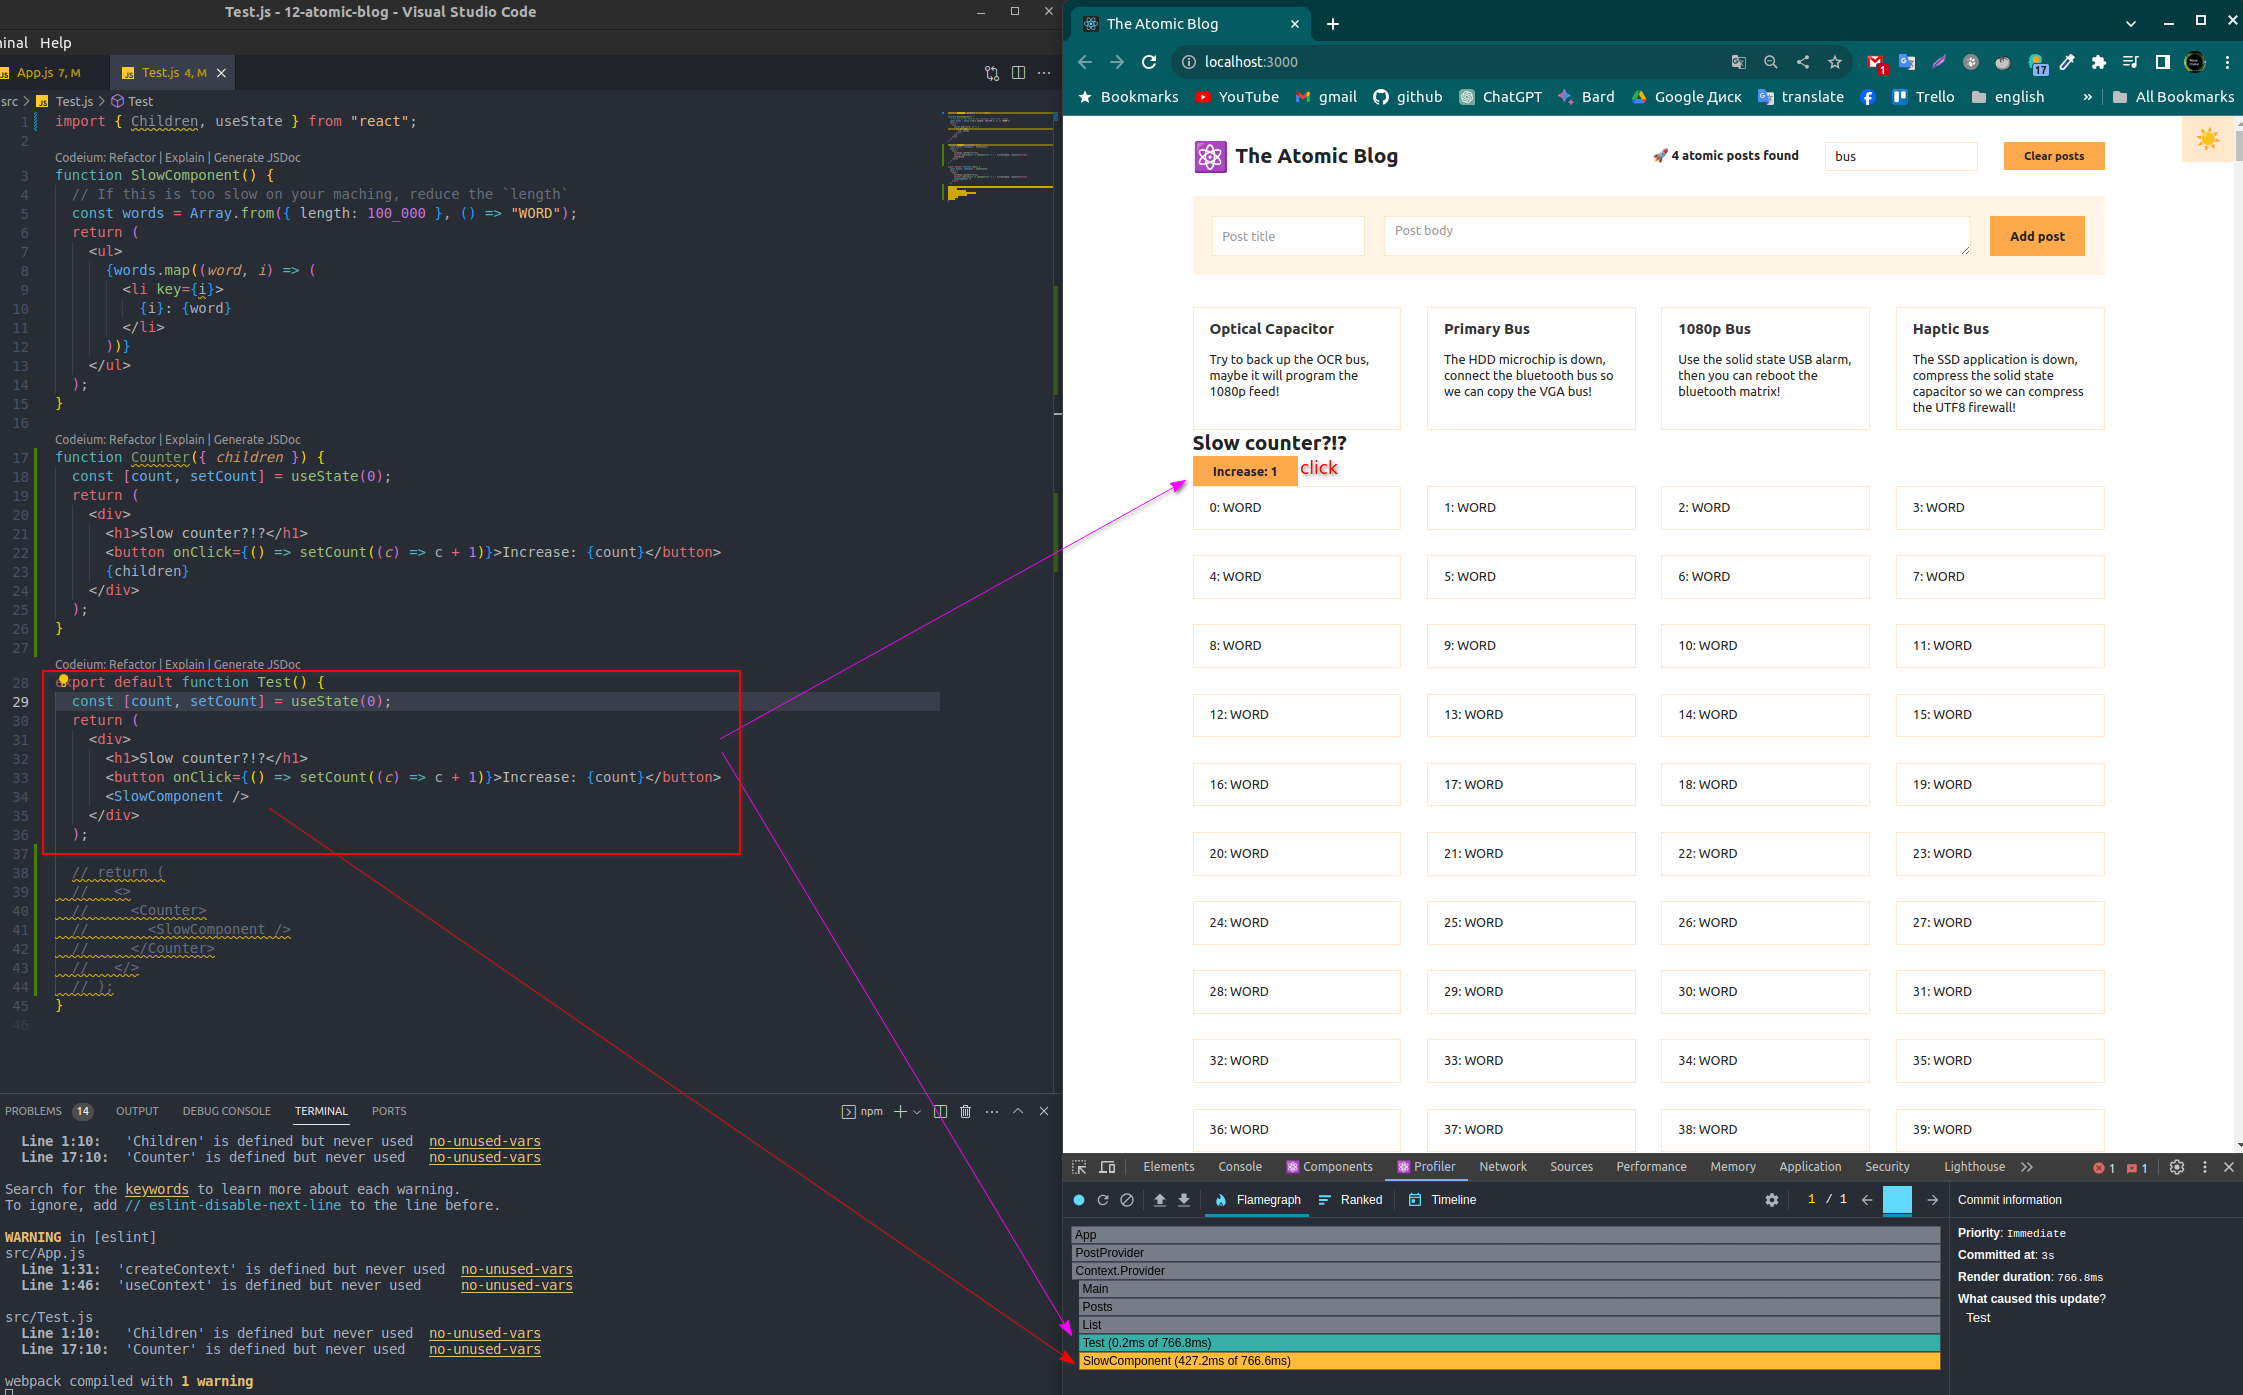 Test.js - 12-atomic-blog - Visual Studio Code
inal Help
App.js 7, M
Test.js 4, M
src > Test.js > Test
1 import { Children, useState } from "react";
2
Codeium: Refactor | Explain | Generate JSDoc
3 function SlowComponent() {
4 // If this is too slow on your maching, reduce the `length`
5 const words = Array.from({ length: 100_000 }, () => "WORD");
6 return (
7 <ul>
8 {words.map((word, i) => (
9 <li key={i}>
10 {i}: {word}
11 </li>
12 ))}
13 </ul>
14 );
15 }
16
Codeium: Refactor | Explain | Generate JSDoc
17 function Counter({ children }) {
18 const [count, setCount] = useState(0);
19 return (
20 <div>
21 <h1>Slow counter?!?</h1>
22 <button onClick={() => setCount((c) => c + 1)}>Increase: {count}</button>
23 {children}
24 </div>
25 );
26 }
27
Codeium: Refactor | Explain | Generate JSDoc
28 export default function Test() {
29 const [count, setCount] = useState(0);
30 return (
31 <div>
32 <h1>Slow counter?!?</h1>
33 <button onClick={() => setCount((c) => c + 1)}>Increase: {count}</button>
34 <SlowComponent />
35 </div>
36 );
37
38 // return (
39 // <>
40 // <Counter>
41 // <SlowComponent />
42 // </Counter>
43 // </>
44 // );
45 }
46
PROBLEMS 14 OUTPUT DEBUG CONSOLE TERMINAL PORTS
npm
Line 1:10: 'Children' is defined but never used no-unused-vars
Line 17:10: 'Counter' is defined but never used no-unused-vars
Search for the keywords to learn more about each warning.
To ignore, add // eslint-disable-next-line to the line before.
WARNING in [eslint]
src/App.js
Line 1:31: 'createContext' is defined but never used no-unused-vars
Line 1:46: 'useContext' is defined but never used no-unused-vars
src/Test.js
Line 1:10: 'Children' is defined but never used no-unused-vars
Line 17:10: 'Counter' is defined but never used no-unused-vars
webpack compiled with 1 warning
The Atomic Blog
localhost:3000
1
17
Bookmarks YouTube gmail github ChatGPT Bard Google Диск translate Trello english » All Bookmarks
The Atomic Blog
🚀 4 atomic posts found
bus
Clear posts
Post title
Post body
Add post
Optical Capacitor
Try to back up the OCR bus,
maybe it will program the
1080p feed!
Primary Bus
The HDD microchip is down,
connect the bluetooth bus so
we can copy the VGA bus!
1080p Bus
Use the solid state USB alarm,
then you can reboot the
bluetooth matrix!
Haptic Bus
The SSD application is down,
compress the solid state
capacitor so we can compress
the UTF8 firewall!
Slow counter?!?
Increase: 1
click
0: WORD 1: WORD 2: WORD 3: WORD
4: WORD 5: WORD 6: WORD 7: WORD
8: WORD 9: WORD 10: WORD 11: WORD
12: WORD 13: WORD 14: WORD 15: WORD
16: WORD 17: WORD 18: WORD 19: WORD
20: WORD 21: WORD 22: WORD 23: WORD
24: WORD 25: WORD 26: WORD 27: WORD
28: WORD 29: WORD 30: WORD 31: WORD
32: WORD 33: WORD 34: WORD 35: WORD
36: WORD 37: WORD 38: WORD 39: WORD
Elements Console Components Profiler Network Sources Performance Memory Application Security Lighthouse 1 1
Flamegraph Ranked Timeline 1 / 1
Commit information
App
PostProvider
Context.Provider
Main
Posts
List
Test (0.2ms of 766.8ms)
SlowComponent (427.2ms of 766.6ms)
Priority: Immediate
Committed at: 3s
Render duration: 766.8ms
What caused this update?
Test